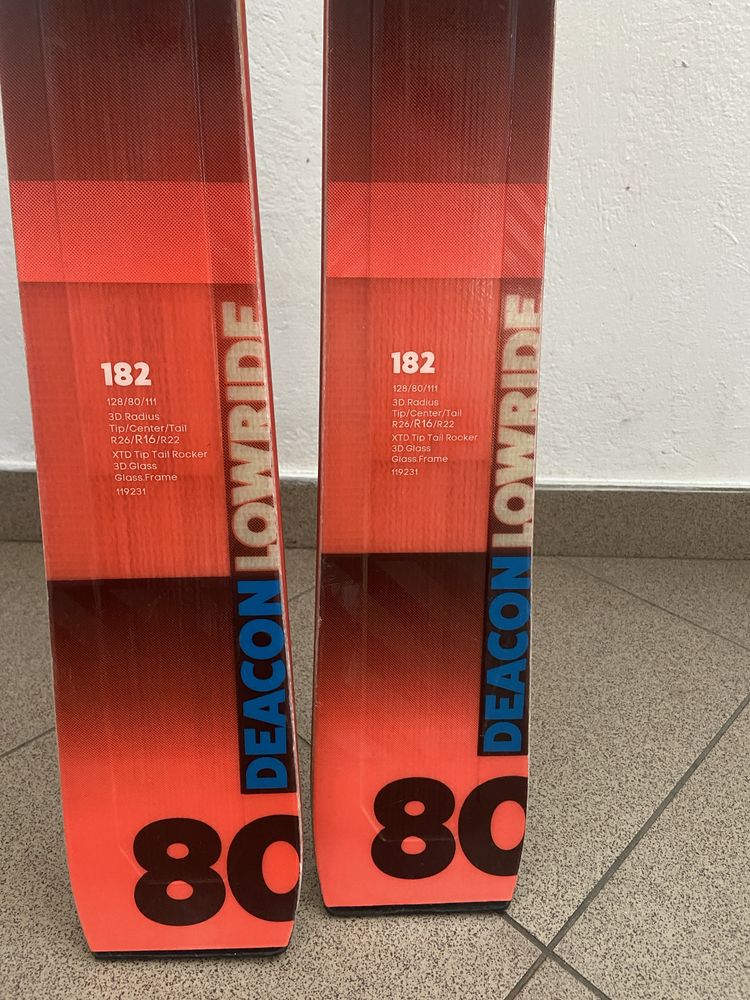 182
128/80/111
3D.Radius
Tip/Center/Tail
R26/R16/R22
XTD Tip Tail Rocker
3D.Glass
Glass.Frame
119231
DEACON LOWRIDE
80
182
128/80/111
3D.Radius
Tip/Center/Tail
R26/R16/R22
XTD Tip Tail Rocker
3D.Glass
Glass.Frame
119231
DEACON LOWRIDE
80